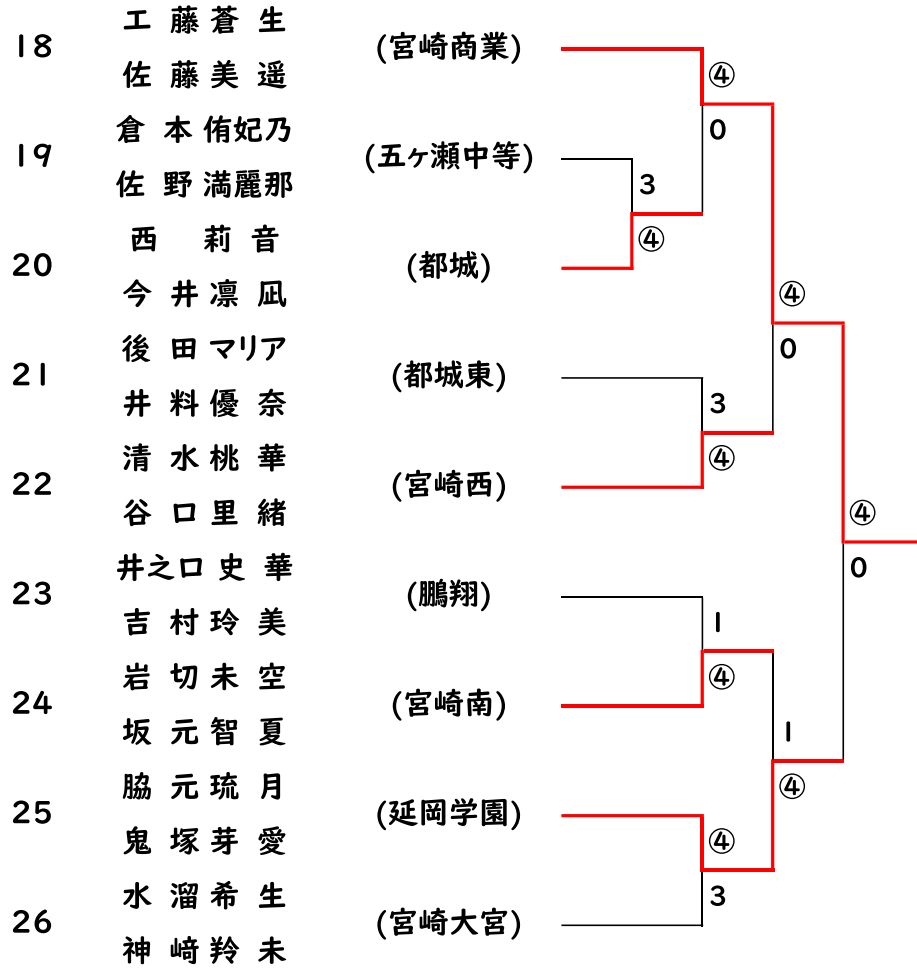 工藤蒼生
18 (宮崎商業)
佐藤美遥
④
倉本侑妃乃
0
19 (五ヶ瀬中等)
佐野満麗那
3
西莉音
④
20 (都城)
今井凛凪
④
後田マリア
0
21 (都城東)
井料優奈
3
清水桃華
④
22 (宮崎西)
谷口里緒
④
井之口史華
0
23 (鵬翔)
吉村玲美
1
岩切未空
④
24 (宮崎南)
坂元智夏
1
脇元琉月
④
25 (延岡学園)
鬼塚芽愛
④
水溜希生
3
26 (宮崎大宮)
神﨑羚未